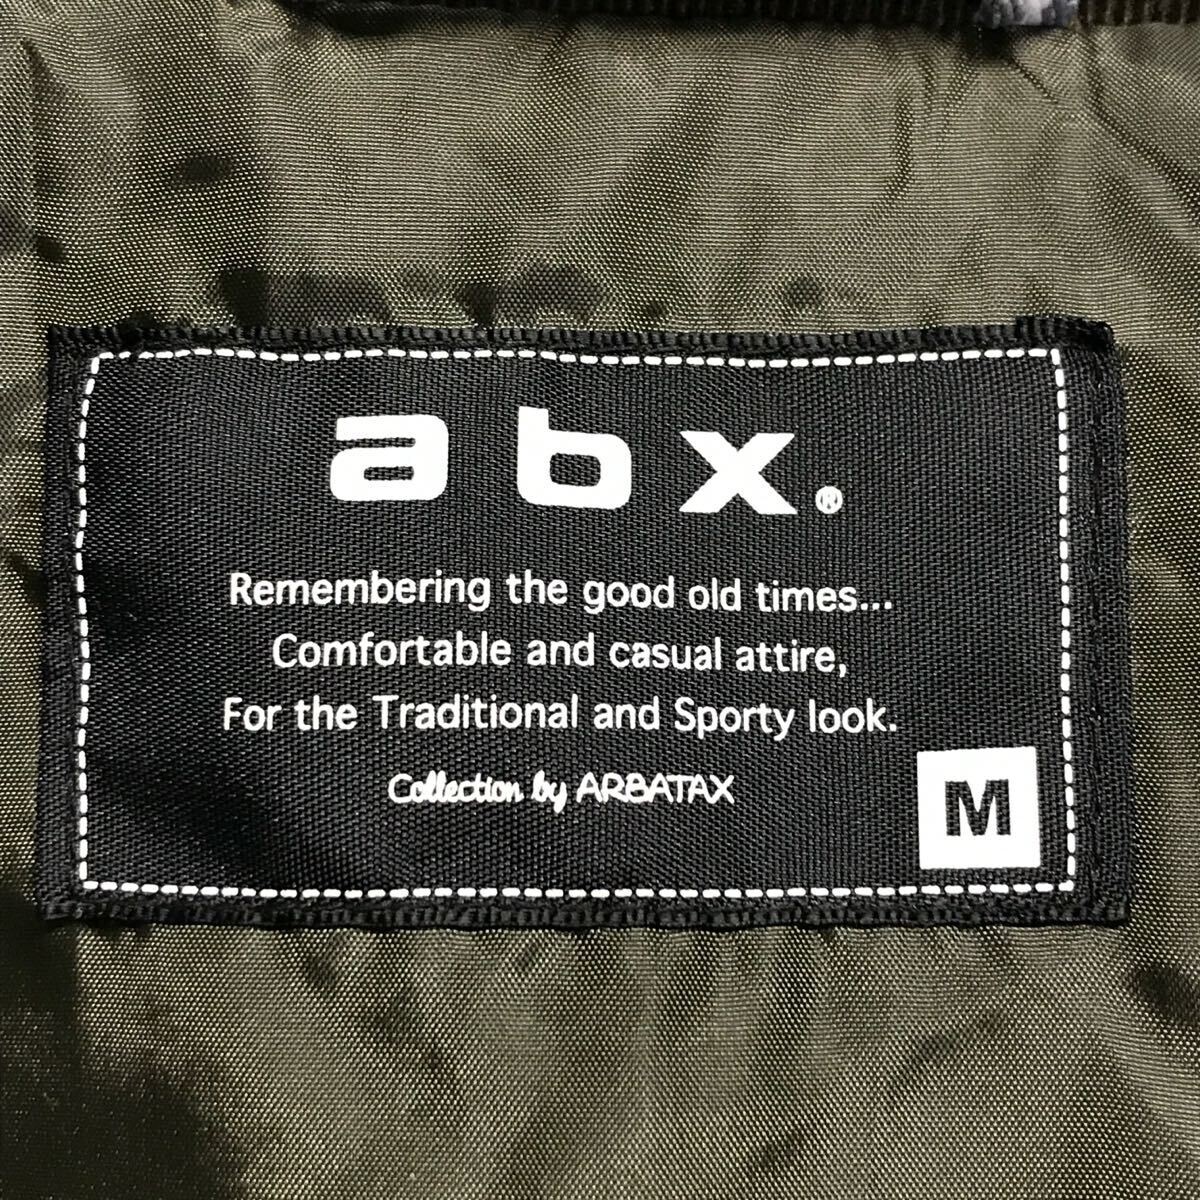 abx.®
Remembering the good old times...
Comfortable and casual attire,
For the Traditional and Sporty look.
Collection by ARBATAX
M